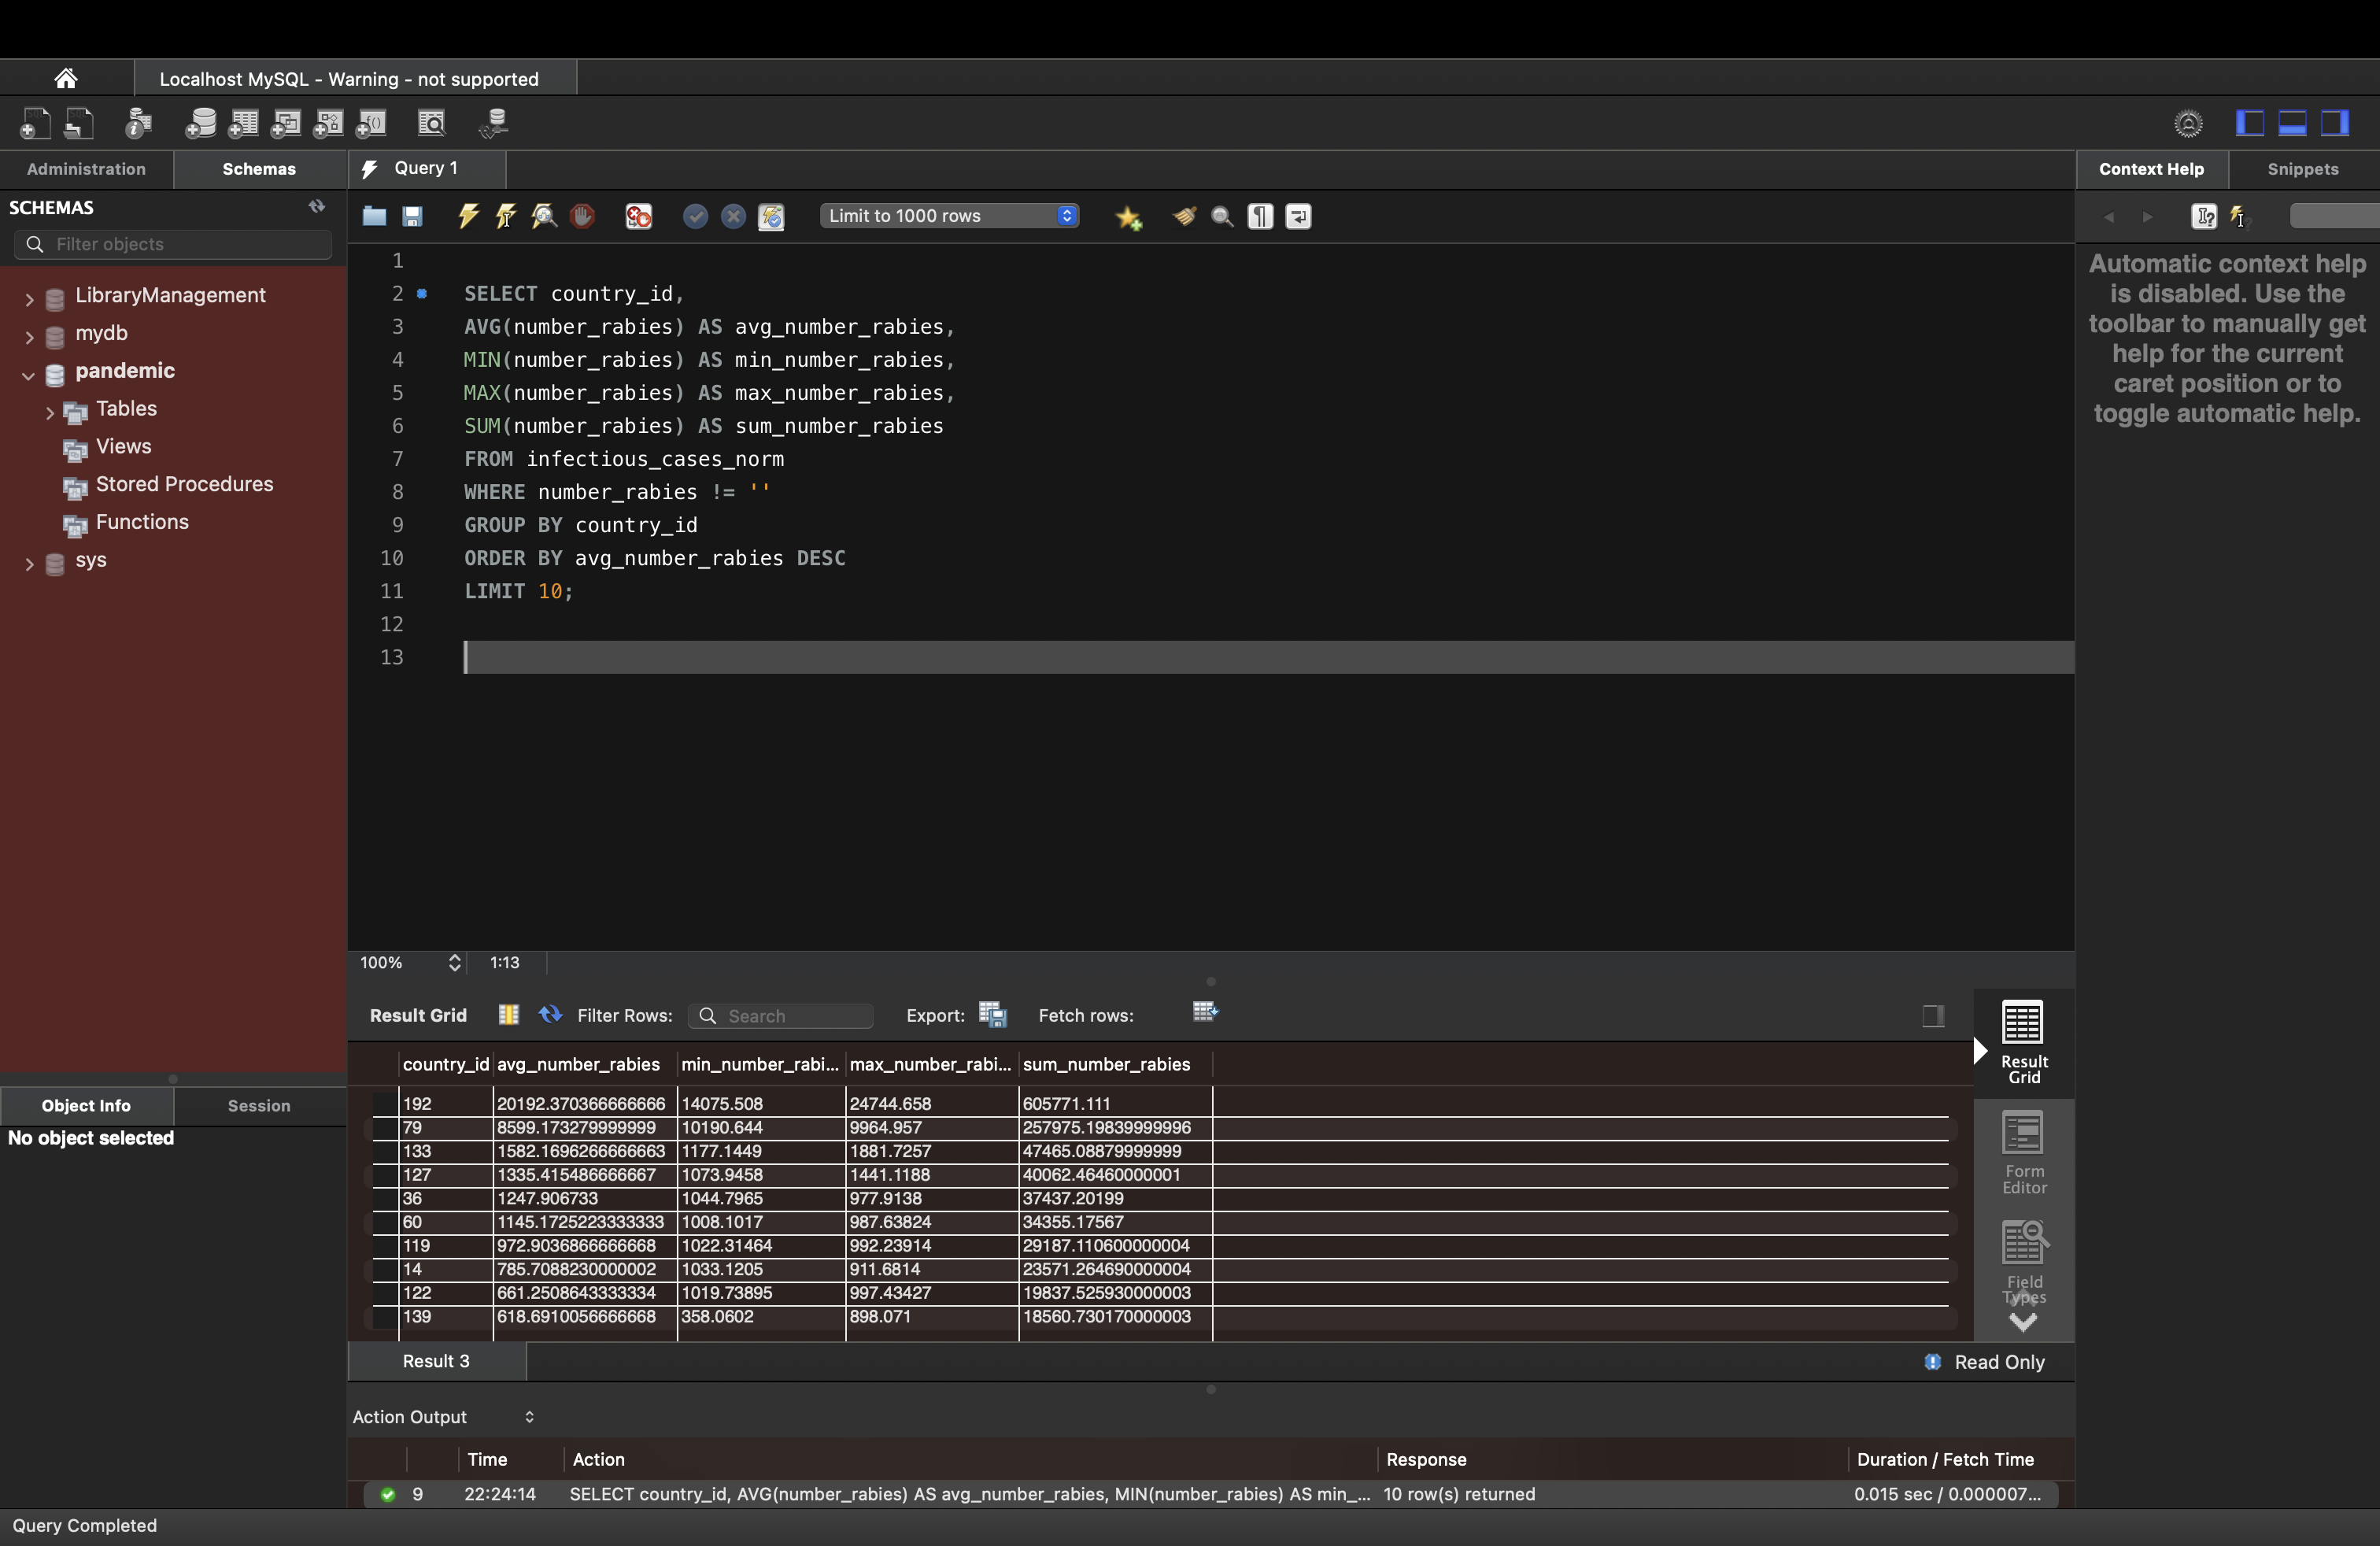 Localhost MySQL - Warning - not supported
Administration
Schemas
Query 1
Context Help
Snippets
SCHEMAS
Limit to 1000 rows
Filter objects
LibraryManagement
mydb
pandemic
Tables
Views
Stored Procedures
Functions
sys
1
2 SELECT country_id,
3 AVG(number_rabies) AS avg_number_rabies,
4 MIN(number_rabies) AS min_number_rabies,
5 MAX(number_rabies) AS max_number_rabies,
6 SUM(number_rabies) AS sum_number_rabies
7 FROM infectious_cases_norm
8 WHERE number_rabies != ''
9 GROUP BY country_id
10 ORDER BY avg_number_rabies DESC
11 LIMIT 10;
12
13
Automatic context help
is disabled. Use the
toolbar to manually get
help for the current
caret position or to
toggle automatic help.
100% 1:13
Result Grid Filter Rows: Search Export: Fetch rows:
country_id avg_number_rabies min_number_rabi... max_number_rabi... sum_number_rabies
192 20192.370366666666 14075.508 24744.658 605771.111
79 8599.173279999999 10190.644 9964.957 257975.19839999996
133 1582.1696266666663 1177.1449 1881.7257 47465.08879999999
127 1335.415486666667 1073.9458 1441.1188 40062.46460000001
36 1247.906733 1044.7965 977.9138 37437.20199
60 1145.1725223333333 1008.1017 987.63824 34355.17567
119 972.9036866666668 1022.31464 992.23914 29187.110600000004
14 785.7088230000002 1033.1205 911.6814 23571.264690000004
122 661.2508643333334 1019.73895 997.43427 19837.525930000003
139 618.6910056666668 358.0602 898.071 18560.730170000003
Result
Grid
Form
Editor
Field
Types
Object Info
Session
No object selected
Result 3
Read Only
Action Output
Time Action Response Duration / Fetch Time
9 22:24:14 SELECT country_id, AVG(number_rabies) AS avg_number_rabies, MIN(number_rabies) AS min_... 10 row(s) returned 0.015 sec / 0.000007...
Query Completed